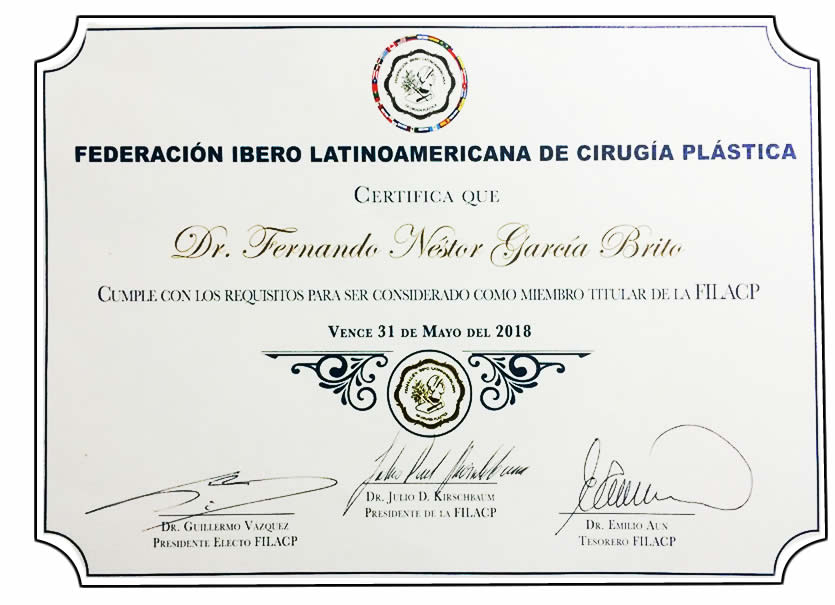 FEDERACIÓN IBERO LATINOAMERICANA DE CIRUGÍA PLÁSTICA
CERTIFICA QUE
Dr. Fernando Néstor García Brito
CUMPLE CON LOS REQUISITOS PARA SER CONSIDERADO COMO MIEMBRO TITULAR DE LA FILACP
VENCE 31 DE MAYO DEL 2018
DR. GUILLERMO VÁZQUEZ
PRESIDENTE ELECTO FILACP
DR. JULIO D. KIRSCHBAUM
PRESIDENTE DE LA FILACP
DR. EMILIO AUN
TESORERO FILACP